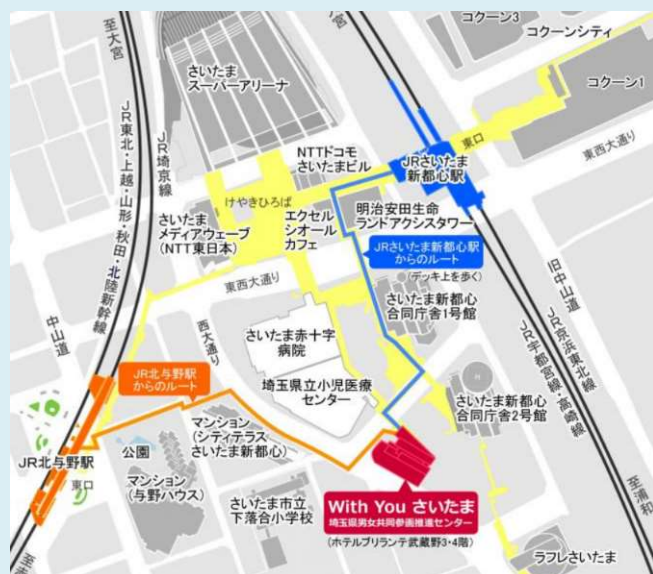 至大宮
コクーン3
コクーンシティ
コクーン1
さいたま
スーパーアリーナ
JR東北・上越・山形・秋田・北陸新幹線
JR埼京線
NTTドコモ
さいたまビル
東口
JRさいたま
新都心駅
東西大通り
けやきひろば
さいたま
メディアウェーブ
(NTT東日本)
エクセル
シオール
カフェ
明治安田生命
ランドアクシスタワー
JRさいたま新都心駅
からのルート
(デッキ上を歩く)
東西大通り
中山道
西大通り
さいたま赤十字
病院
さいたま新都心
合同庁舎1号館
旧中山道
JR京浜東北線
JR宇都宮線・高崎線
JR北与野駅
からのルート
埼玉県立小児医療
センター
さいたま新都心
合同庁舎2号館
JR北与野駅
東口
公園
マンション
(シティテラス
さいたま新都心)
マンション
(与野ハウス)
さいたま市立
下落合小学校
With You さいたま
埼玉県男女共同参画推進センター
(ホテルブリランテ武蔵野3・4階)
至浦和
ラフレさいたま